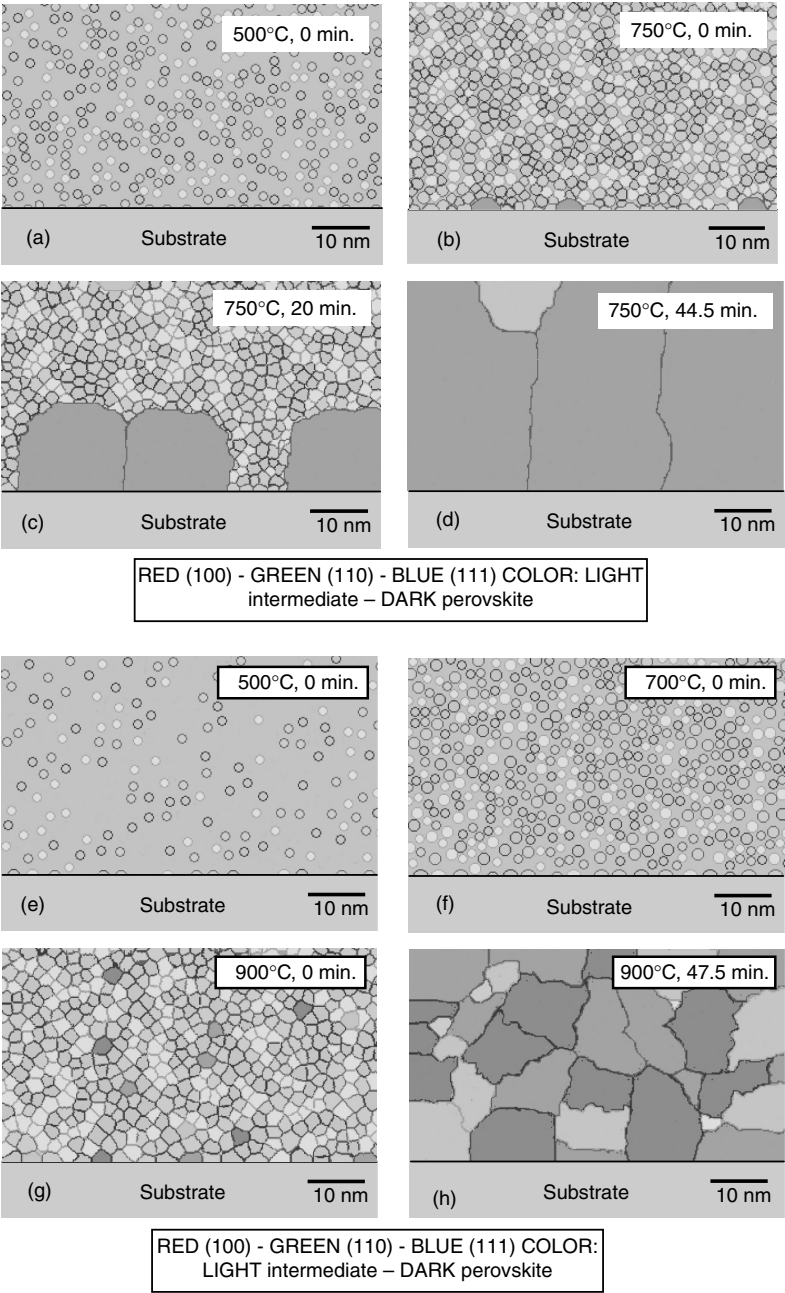 500°C, 0 min.
(a)
Substrate
10 nm
750°C, 0 min.
(b)
Substrate
10 nm
750°C, 20 min.
(c)
Substrate
10 nm
750°C, 44.5 min.
(d)
Substrate
10 nm
RED (100) - GREEN (110) - BLUE (111) COLOR: LIGHT
intermediate – DARK perovskite
500°C, 0 min.
(e)
Substrate
10 nm
700°C, 0 min.
(f)
Substrate
10 nm
900°C, 0 min.
(g)
Substrate
10 nm
900°C, 47.5 min.
(h)
Substrate
10 nm
RED (100) - GREEN (110) - BLUE (111) COLOR:
LIGHT intermediate – DARK perovskite